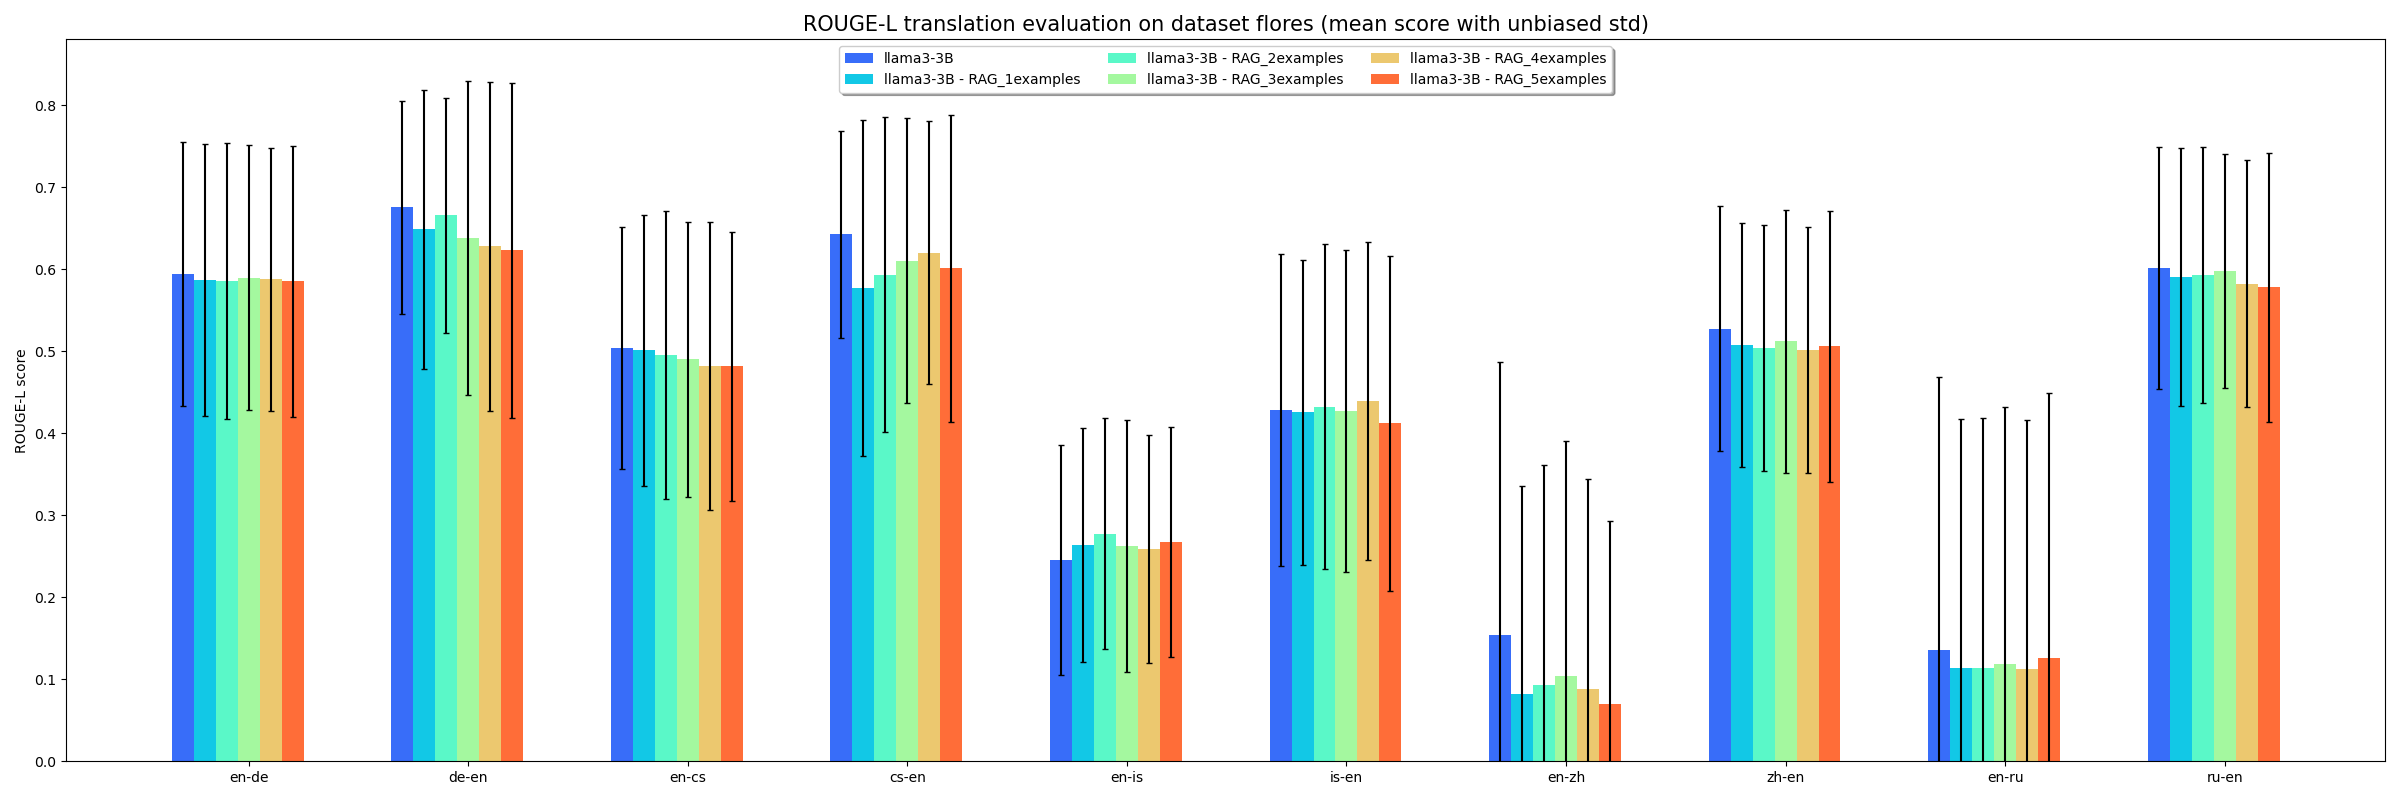 ROUGE-L translation evaluation on dataset flores (mean score with unbiased std)
llama3-3B
llama3-3B - RAG_1examples
llama3-3B - RAG_2examples
llama3-3B - RAG_3examples
llama3-3B - RAG_4examples
llama3-3B - RAG_5examples
ROUGE-L score
0.8
0.7
0.6
0.5
0.4
0.3
0.2
0.1
0.0
en-de de-en en-cs cs-en en-is is-en en-zh zh-en en-ru ru-en